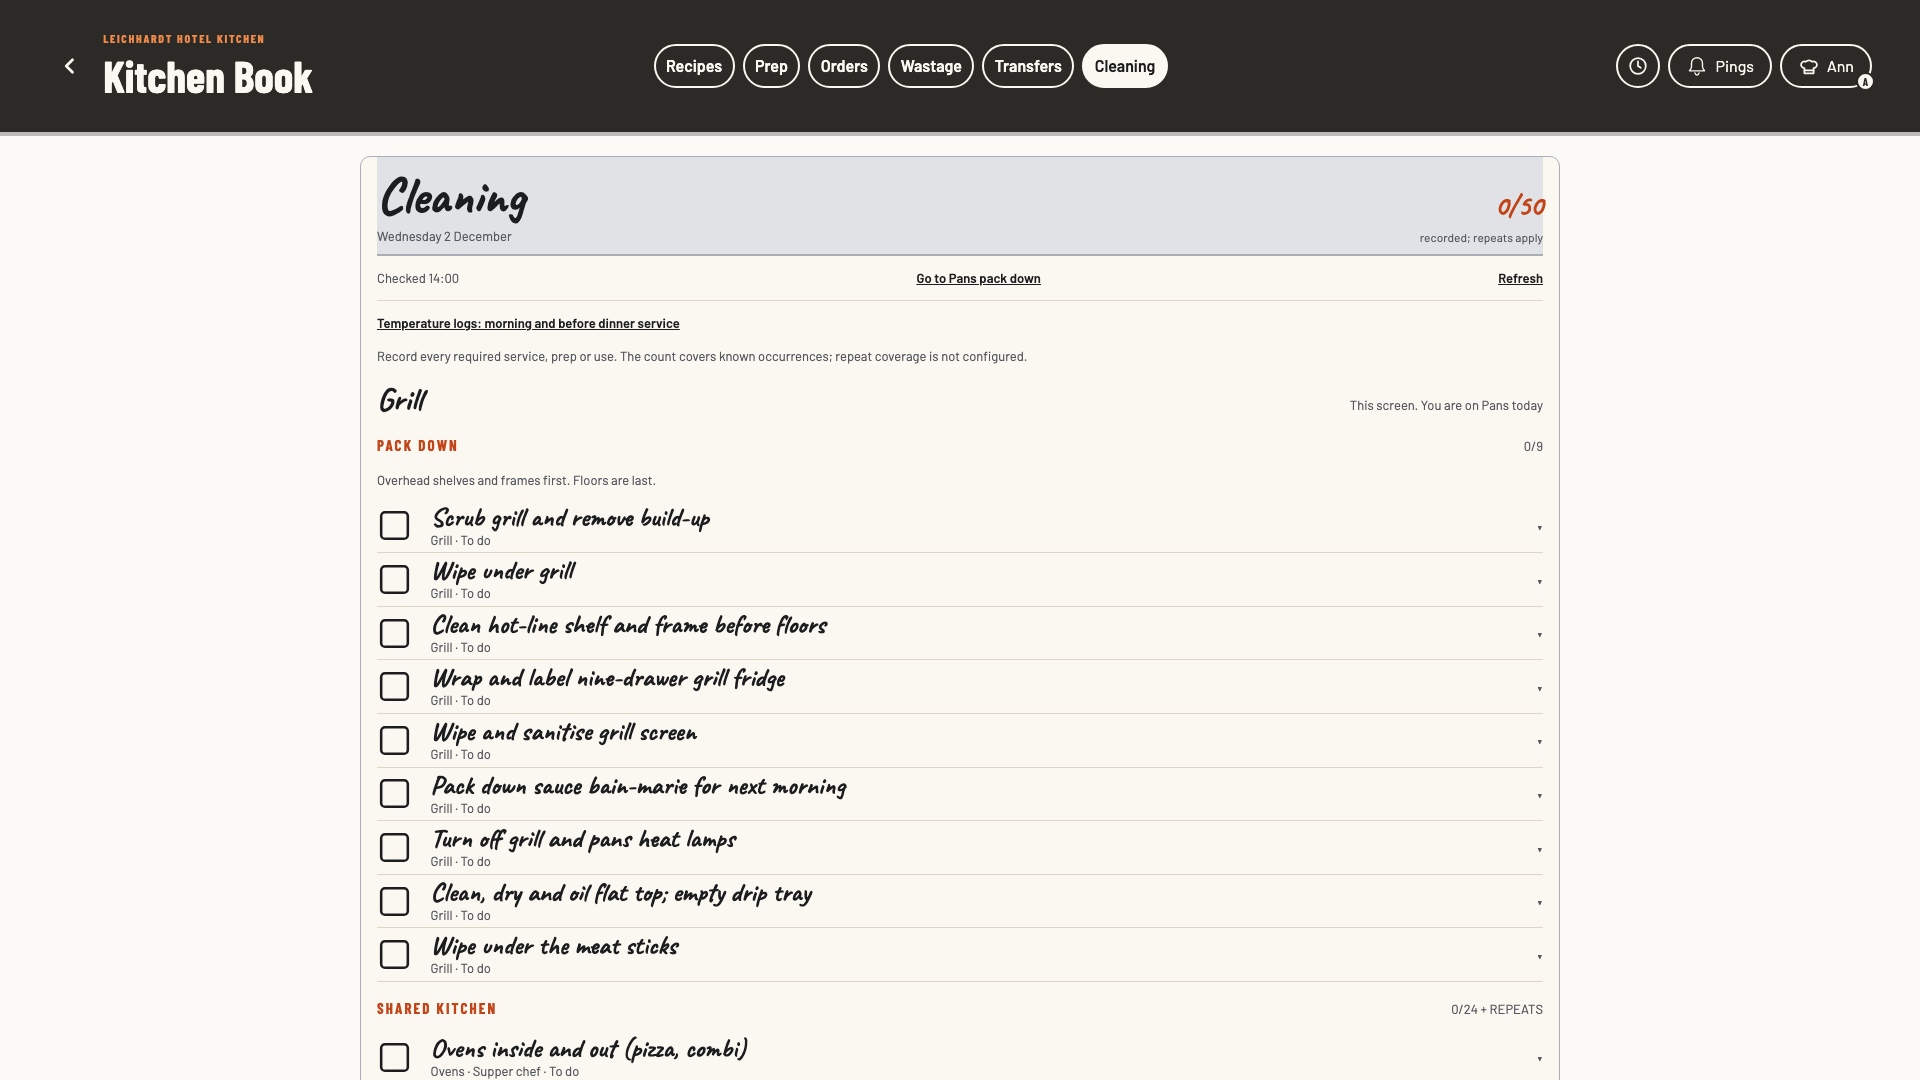 LEICHHARDT HOTEL KITCHEN
Kitchen Book
Recipes
Prep
Orders
Wastage
Transfers
Cleaning
Pings
Ann
A
Cleaning
0/50
Wednesday 2 December
recorded; repeats apply
Checked 14:00
Go to Pans pack down
Refresh
Temperature logs: morning and before dinner service
Record every required service, prep or use. The count covers known occurrences; repeat coverage is not configured.
Grill
This screen. You are on Pans today
PACK DOWN
0/9
Overhead shelves and frames first. Floors are last.
Scrub grill and remove build-up
Grill · To do
Wipe under grill
Grill · To do
Clean hot-line shelf and frame before floors
Grill · To do
Wrap and label nine-drawer grill fridge
Grill · To do
Wipe and sanitise grill screen
Grill · To do
Pack down sauce bain-marie for next morning
Grill · To do
Turn off grill and pans heat lamps
Grill · To do
Clean, dry and oil flat top; empty drip tray
Grill · To do
Wipe under the meat sticks
Grill · To do
SHARED KITCHEN
0/24 + REPEATS
Ovens inside and out (pizza, combi)
Ovens · Supper chef · To do